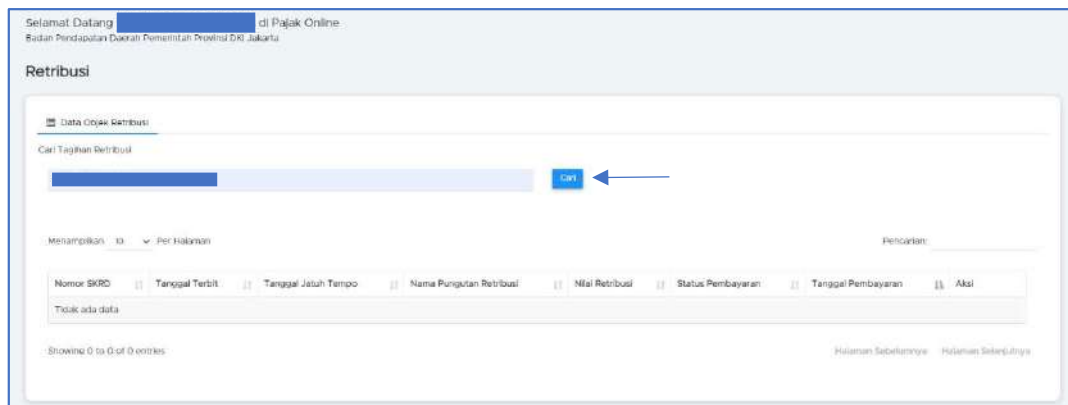 Selamat Datang di Pajak Online
Badan Pendapatan Daerah Pemerintah Provinsi DKI Jakarta
Retribusi
Data Objek Retribusi
Cari Tagihan Retribusi
Cari
Menampilkan 10 Per Halaman
Pencarian:
Nomor SKRD Tanggal Terbit Tanggal Jatuh Tempo Nama Pungutan Retribusi Nilai Retribusi Status Pembayaran Tanggal Pembayaran Aksi
Tidak ada data
Showing 0 to 0 of 0 entries
Halaman Sebelumnya Halaman Selanjutnya